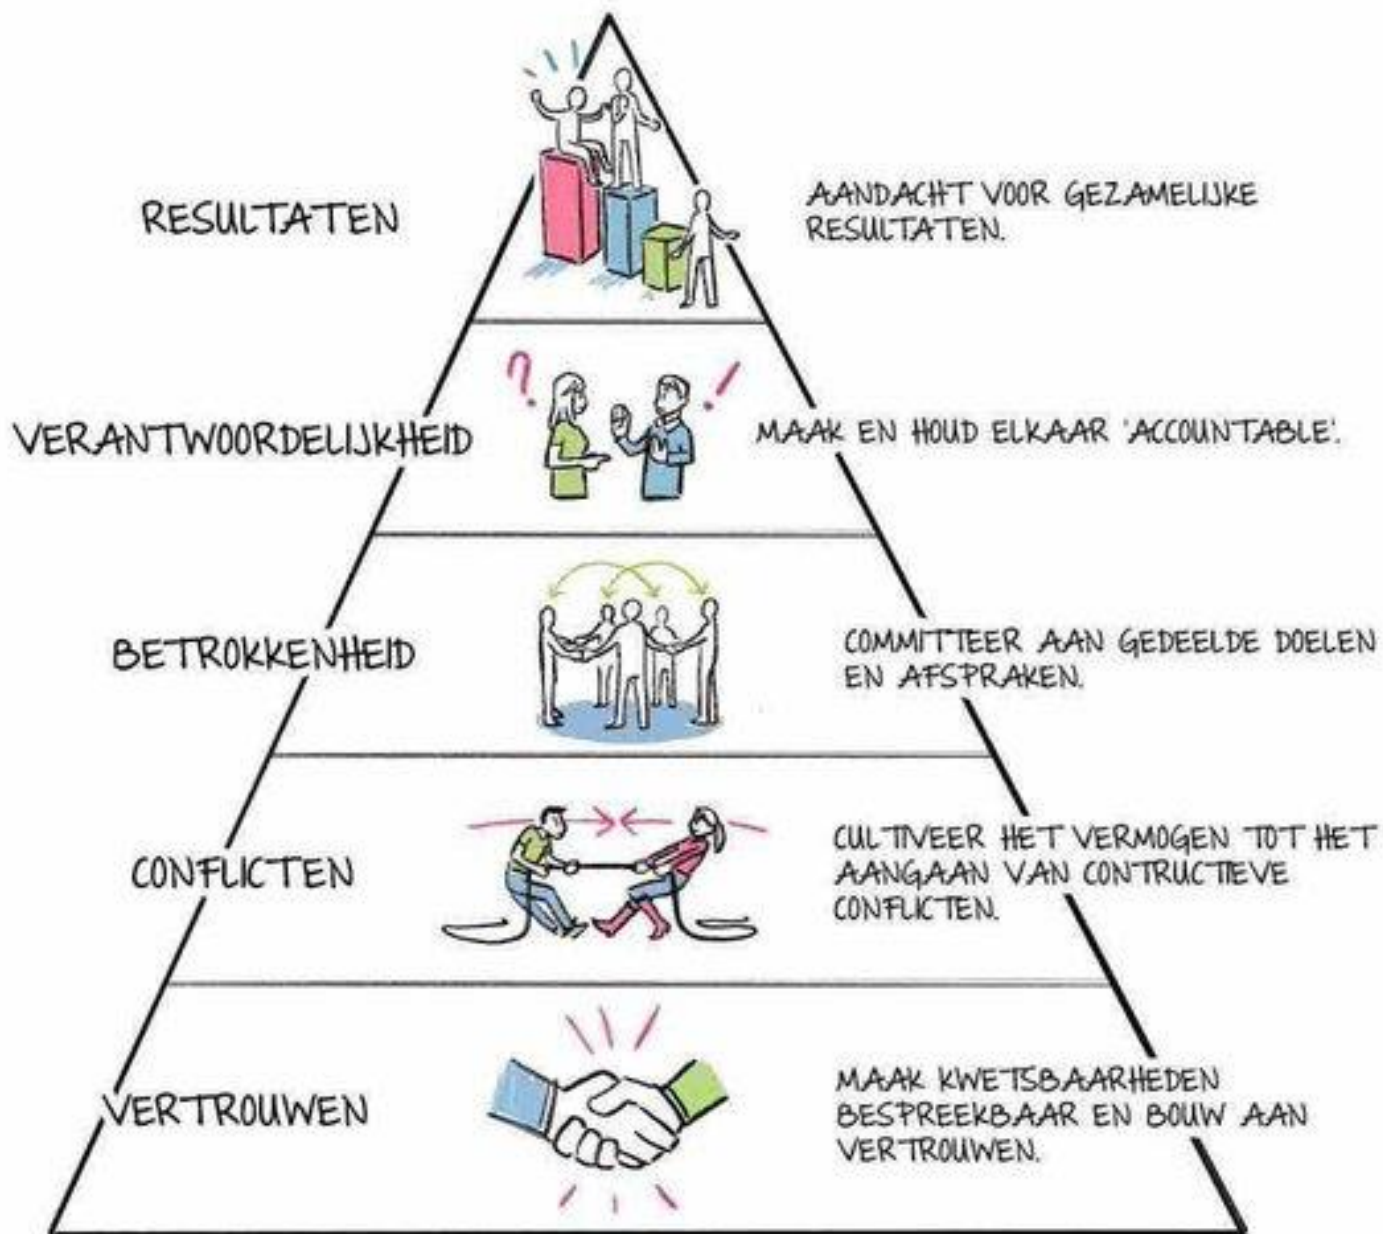 RESULTATEN
AANDACHT VOOR GEZAMELIJKE
RESULTATEN.
?
!
VERANTWOORDELIJKHEID
MAAK EN HOUD ELKAAR 'ACCOUNTABLE'.
BETROKKENHEID
COMMITTEER AAN GEDEELDE DOELEN
EN AFSPRAKEN.
CONFLICTEN
CULTIVEER HET VERMOGEN TOT HET
AANGAAN VAN CONTRUCTIEVE
CONFLICTEN.
VERTROUWEN
MAAK KWETSBAARHEDEN
BESPREEKBAAR EN BOUW AAN
VERTROUWEN.